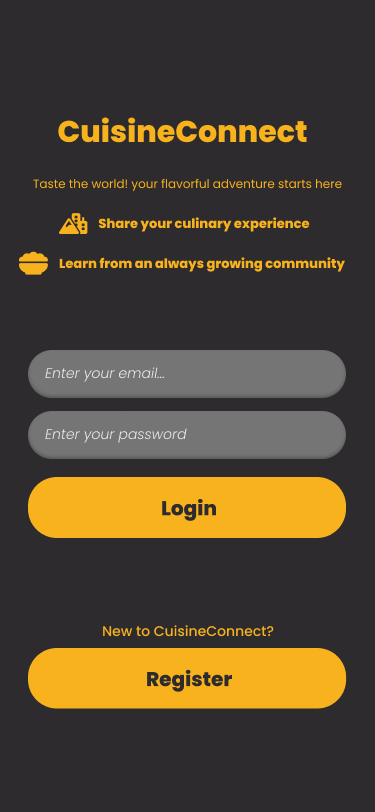 CuisineConnect
Taste the world! your flavorful adventure starts here
Share your culinary experience
Learn from an always growing community
Enter your email...
Enter your password
Login
New to CuisineConnect?
Register